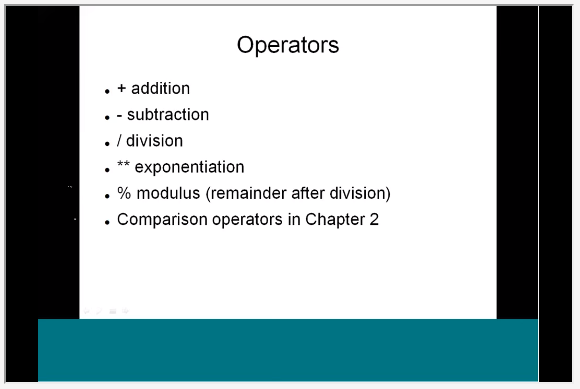 Operators
• + addition
• - subtraction
• / division
• ** exponentiation
• % modulus (remainder after division)
• Comparison operators in Chapter 2